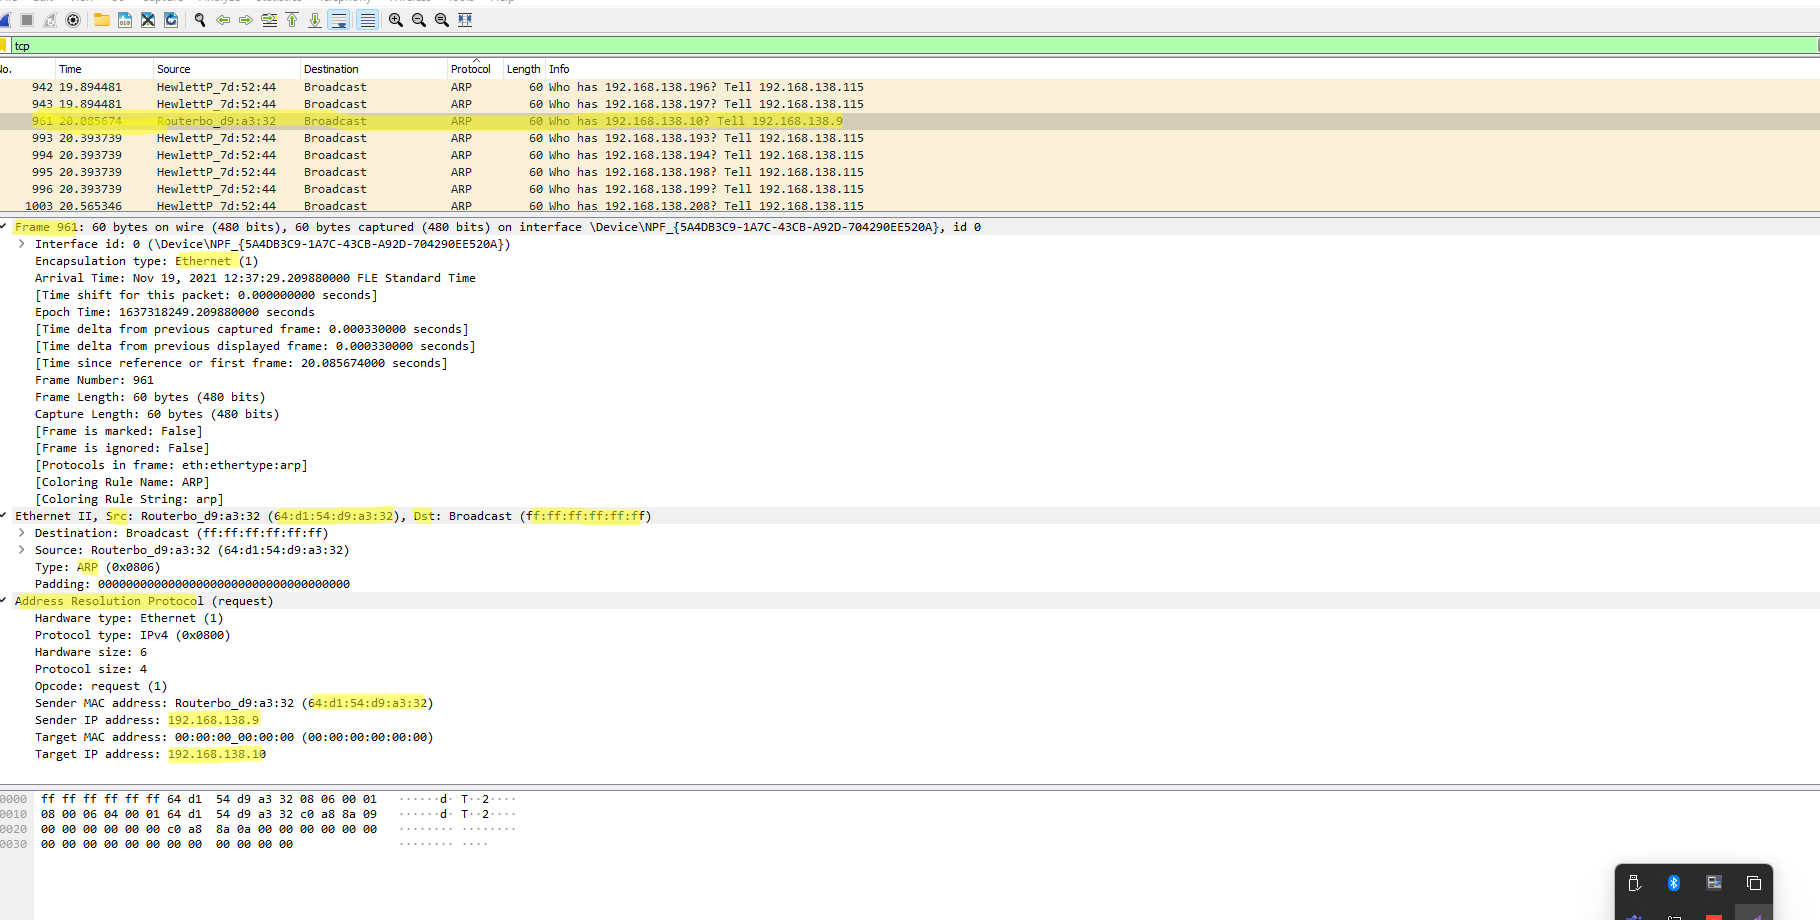 tcp
No. Time Source Destination Protocol Length Info
942 19.894481 HewlettP_7d:52:44 Broadcast ARP 60 Who has 192.168.138.196? Tell 192.168.138.115
943 19.894481 HewlettP_7d:52:44 Broadcast ARP 60 Who has 192.168.138.197? Tell 192.168.138.115
961 20.085674 Routerbo_d9:a3:32 Broadcast ARP 60 Who has 192.168.138.10? Tell 192.168.138.9
993 20.393739 HewlettP_7d:52:44 Broadcast ARP 60 Who has 192.168.138.193? Tell 192.168.138.115
994 20.393739 HewlettP_7d:52:44 Broadcast ARP 60 Who has 192.168.138.194? Tell 192.168.138.115
995 20.393739 HewlettP_7d:52:44 Broadcast ARP 60 Who has 192.168.138.198? Tell 192.168.138.115
996 20.393739 HewlettP_7d:52:44 Broadcast ARP 60 Who has 192.168.138.199? Tell 192.168.138.115
1003 20.565346 HewlettP_7d:52:44 Broadcast ARP 60 Who has 192.168.138.208? Tell 192.168.138.115
Frame 961: 60 bytes on wire (480 bits), 60 bytes captured (480 bits) on interface \Device\NPF_{5A4DB3C9-1A7C-43CB-A92D-704290EE520A}, id 0
Interface id: 0 (\Device\NPF_{5A4DB3C9-1A7C-43CB-A92D-704290EE520A})
Encapsulation type: Ethernet (1)
Arrival Time: Nov 19, 2021 12:37:29.209880000 FLE Standard Time
[Time shift for this packet: 0.000000000 seconds]
Epoch Time: 1637318249.209880000 seconds
[Time delta from previous captured frame: 0.000330000 seconds]
[Time delta from previous displayed frame: 0.000330000 seconds]
[Time since reference or first frame: 20.085674000 seconds]
Frame Number: 961
Frame Length: 60 bytes (480 bits)
Capture Length: 60 bytes (480 bits)
[Frame is marked: False]
[Frame is ignored: False]
[Protocols in frame: eth:ethertype:arp]
[Coloring Rule Name: ARP]
[Coloring Rule String: arp]
Ethernet II, Src: Routerbo_d9:a3:32 (64:d1:54:d9:a3:32), Dst: Broadcast (ff:ff:ff:ff:ff:ff)
Destination: Broadcast (ff:ff:ff:ff:ff:ff)
Source: Routerbo_d9:a3:32 (64:d1:54:d9:a3:32)
Type: ARP (0x0806)
Padding: 000000000000000000000000000000000000
Address Resolution Protocol (request)
Hardware type: Ethernet (1)
Protocol type: IPv4 (0x0800)
Hardware size: 6
Protocol size: 4
Opcode: request (1)
Sender MAC address: Routerbo_d9:a3:32 (64:d1:54:d9:a3:32)
Sender IP address: 192.168.138.9
Target MAC address: 00:00:00_00:00:00 (00:00:00:00:00:00)
Target IP address: 192.168.138.10
0000 ff ff ff ff ff ff 64 d1 54 d9 a3 32 08 06 00 01 ······d· T··2····
0010 08 00 06 04 00 01 64 d1 54 d9 a3 32 c0 a8 8a 09 ······d· T··2····
0020 00 00 00 00 00 00 c0 a8 8a 0a 00 00 00 00 00 00 ········ ········
0030 00 00 00 00 00 00 00 00 00 00 00 00 ········ ····